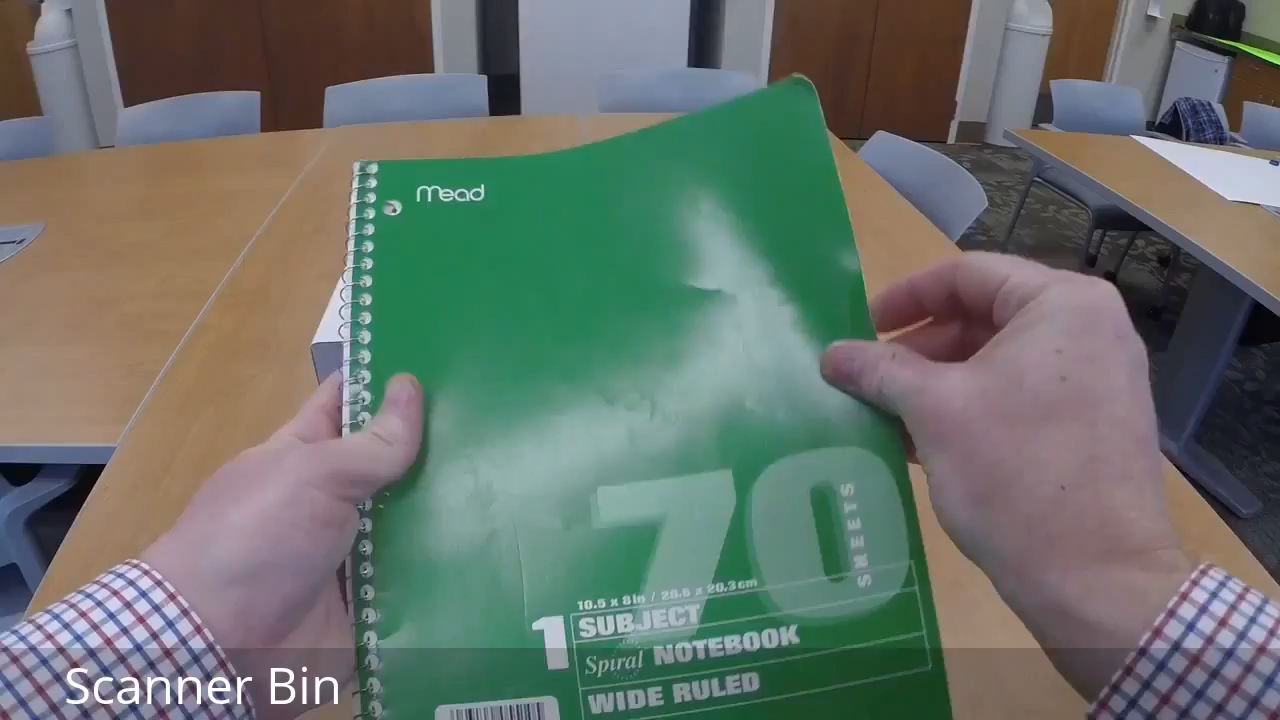 mead
70
SHEETS
10.5 x 8in / 26.6 x 20.3cm
1 SUBJECT
Spiral NOTEBOOK
WIDE RULED
Scanner Bin